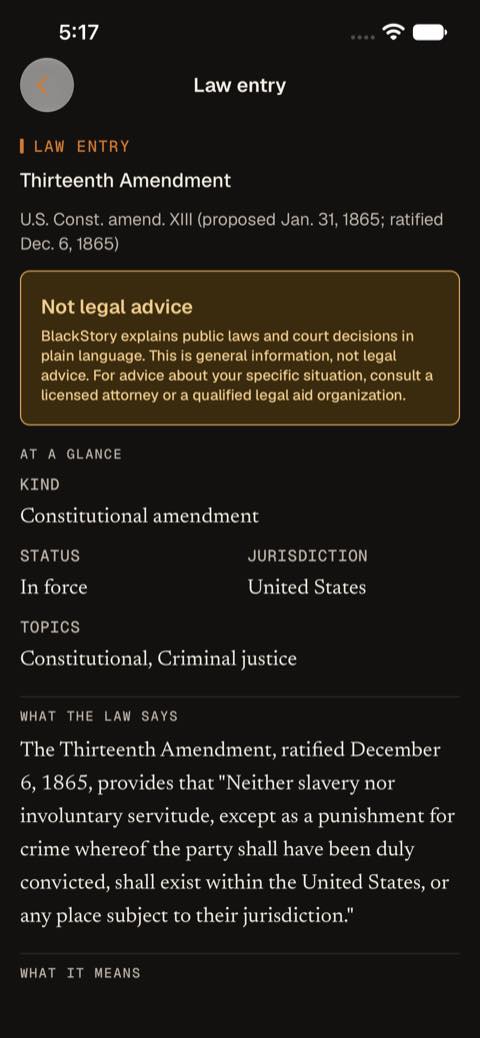 5:17
Law entry
LAW ENTRY
Thirteenth Amendment
U.S. Const. amend. XIII (proposed Jan. 31, 1865; ratified
Dec. 6, 1865)
Not legal advice
BlackStory explains public laws and court decisions in
plain language. This is general information, not legal
advice. For advice about your specific situation, consult a
licensed attorney or a qualified legal aid organization.
AT A GLANCE
KIND
Constitutional amendment
STATUS
In force
JURISDICTION
United States
TOPICS
Constitutional, Criminal justice
WHAT THE LAW SAYS
The Thirteenth Amendment, ratified December
6, 1865, provides that "Neither slavery nor
involuntary servitude, except as a punishment for
crime whereof the party shall have been duly
convicted, shall exist within the United States, or
any place subject to their jurisdiction."
WHAT IT MEANS